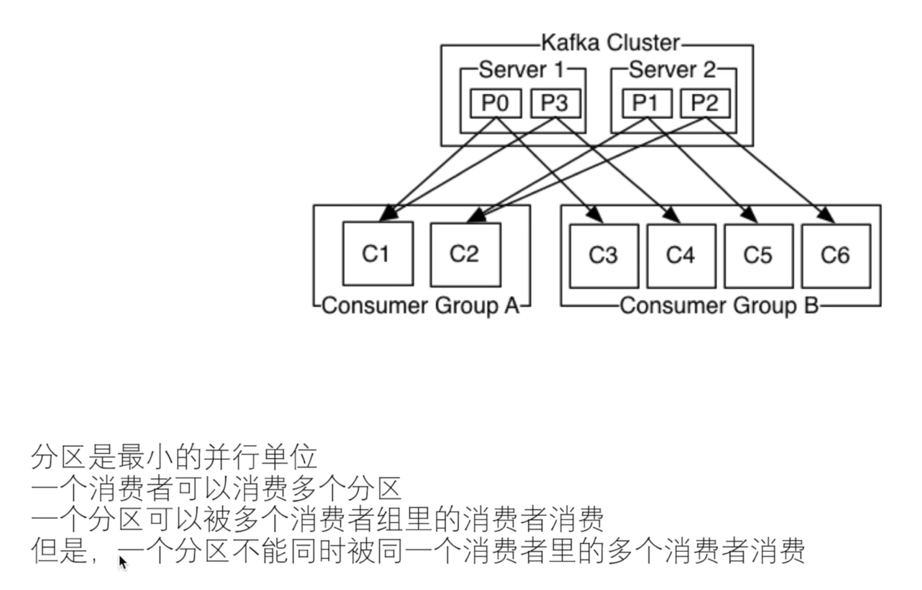 Kafka Cluster
Server 1 Server 2
P0 P3 P1 P2
C1 C2 C3 C4 C5 C6
Consumer Group A Consumer Group B
分区是最小的并行单位
一个消费者可以消费多个分区
一个分区可以被多个消费者组里的消费者消费
但是，一个分区不能同时被同一个消费者里的多个消费者消费